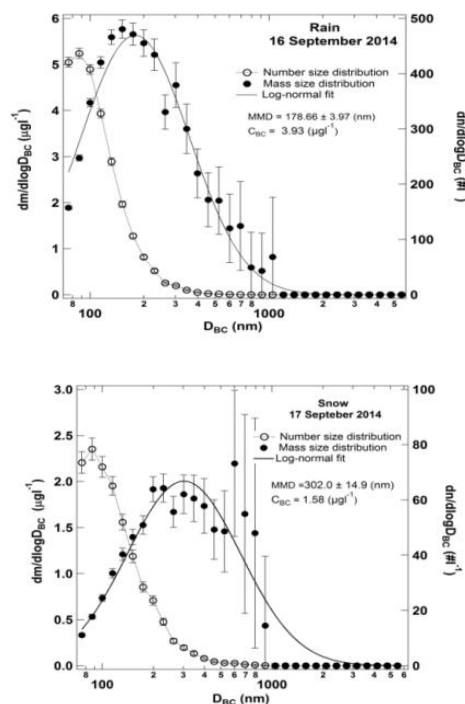 Rain
16 September 2014
Number size distribution
Mass size distribution
Log-normal fit
MMD = 178.66 ± 3.97 (nm)
C_BC = 3.93 (µgl⁻¹)
dm/dlogD_BC (µgl⁻¹)
6
5
4
3
2
1
0
dn/dlogD_BC (#l⁻¹)
500
400
300
200
100
0
8 100 2 3 4 5 6 7 8 1000 2 3 4 5
D_BC (nm)
Snow
17 Septeber 2014
Number size distribution
Mass size distribution
Log-normal fit
MMD =302.0 ± 14.9 (nm)
C_BC = 1.58 (µgl⁻¹)
dm/dlogD_BC (µgl⁻¹)
3.0
2.5
2.0
1.5
1.0
0.5
0.0
dn/dlogD_BC (#l⁻¹)
100
80
60
40
20
0
8 100 2 3 4 5 6 7 8 1000 2 3 4 5 6
D_BC (nm)